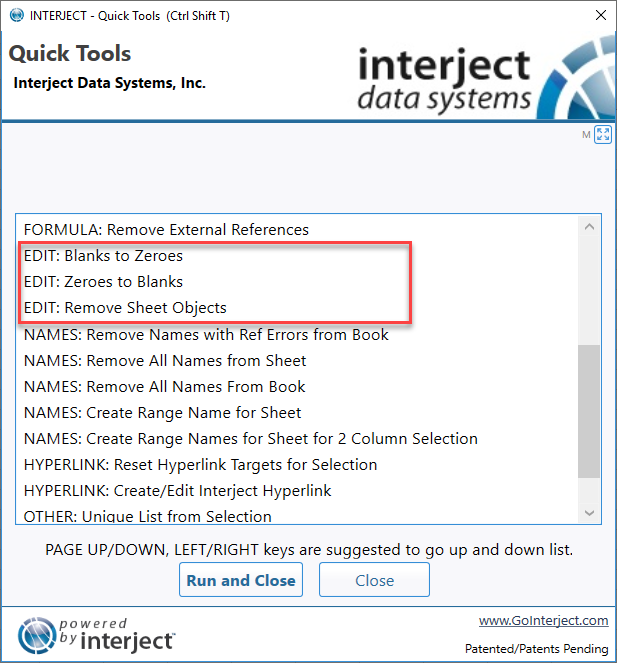 INTERJECT - Quick Tools (Ctrl Shift T)
Quick Tools
Interject Data Systems, Inc.
interject
data systems
M
FORMULA: Remove External References
EDIT: Blanks to Zeroes
EDIT: Zeroes to Blanks
EDIT: Remove Sheet Objects
NAMES: Remove Names with Ref Errors from Book
NAMES: Remove All Names from Sheet
NAMES: Remove All Names From Book
NAMES: Create Range Name for Sheet
NAMES: Create Range Names for Sheet for 2 Column Selection
HYPERLINK: Reset Hyperlink Targets for Selection
HYPERLINK: Create/Edit Interject Hyperlink
OTHER: Unique List from Selection
PAGE UP/DOWN, LEFT/RIGHT keys are suggested to go up and down list.
Run and Close
Close
powered
by interject™
www.GoInterject.com
Patented/Patents Pending